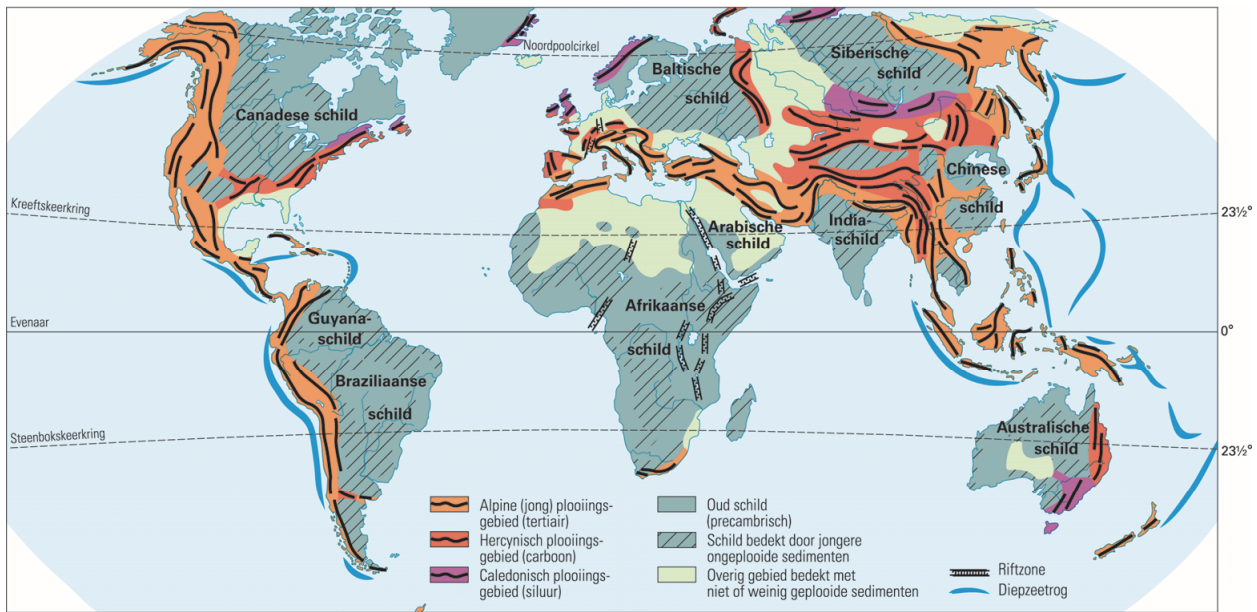 Noordpoolcirkel
Siberische
schild
Baltische
schild
Canadese schild
Chinese
schild
Kreeftskeerkring
23½°
Arabische
schild
India-
schild
Afrikaanse
schild
Guyana-
schild
Evenaar
0°
Braziliaanse
schild
Steenbokskeerkring
Australische
schild
23½°
Alpine (jong) plooiings-
gebied (tertiair)
Hercynisch plooiings-
gebied (carboon)
Caledonisch plooiings-
gebied (siluur)
Oud schild
(precambrisch)
Schild bedekt door jongere
ongeplooide sedimenten
Overig gebied bedekt met
niet of weinig geplooide sedimenten
Riftzone
Diepzeetrog